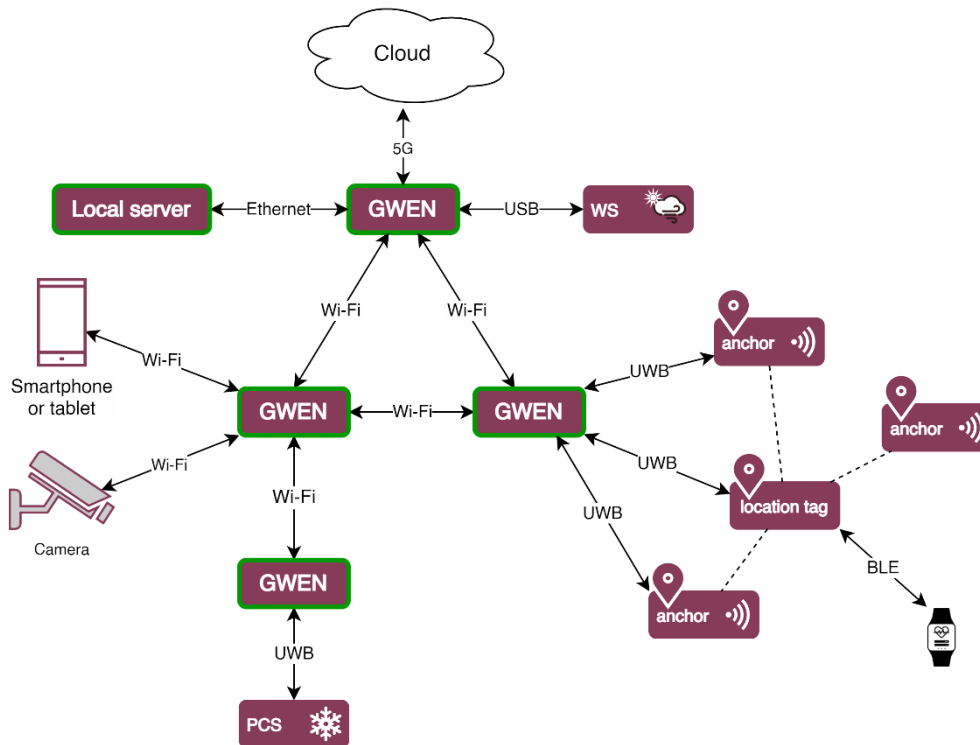 Cloud
5G
Local server
Ethernet
GWEN
USB
WS
Wi-Fi
Wi-Fi
anchor
Wi-Fi
UWB
Smartphone
or tablet
GWEN
Wi-Fi
GWEN
anchor
Wi-Fi
UWB
location tag
Camera
Wi-Fi
UWB
BLE
GWEN
anchor
UWB
PCS